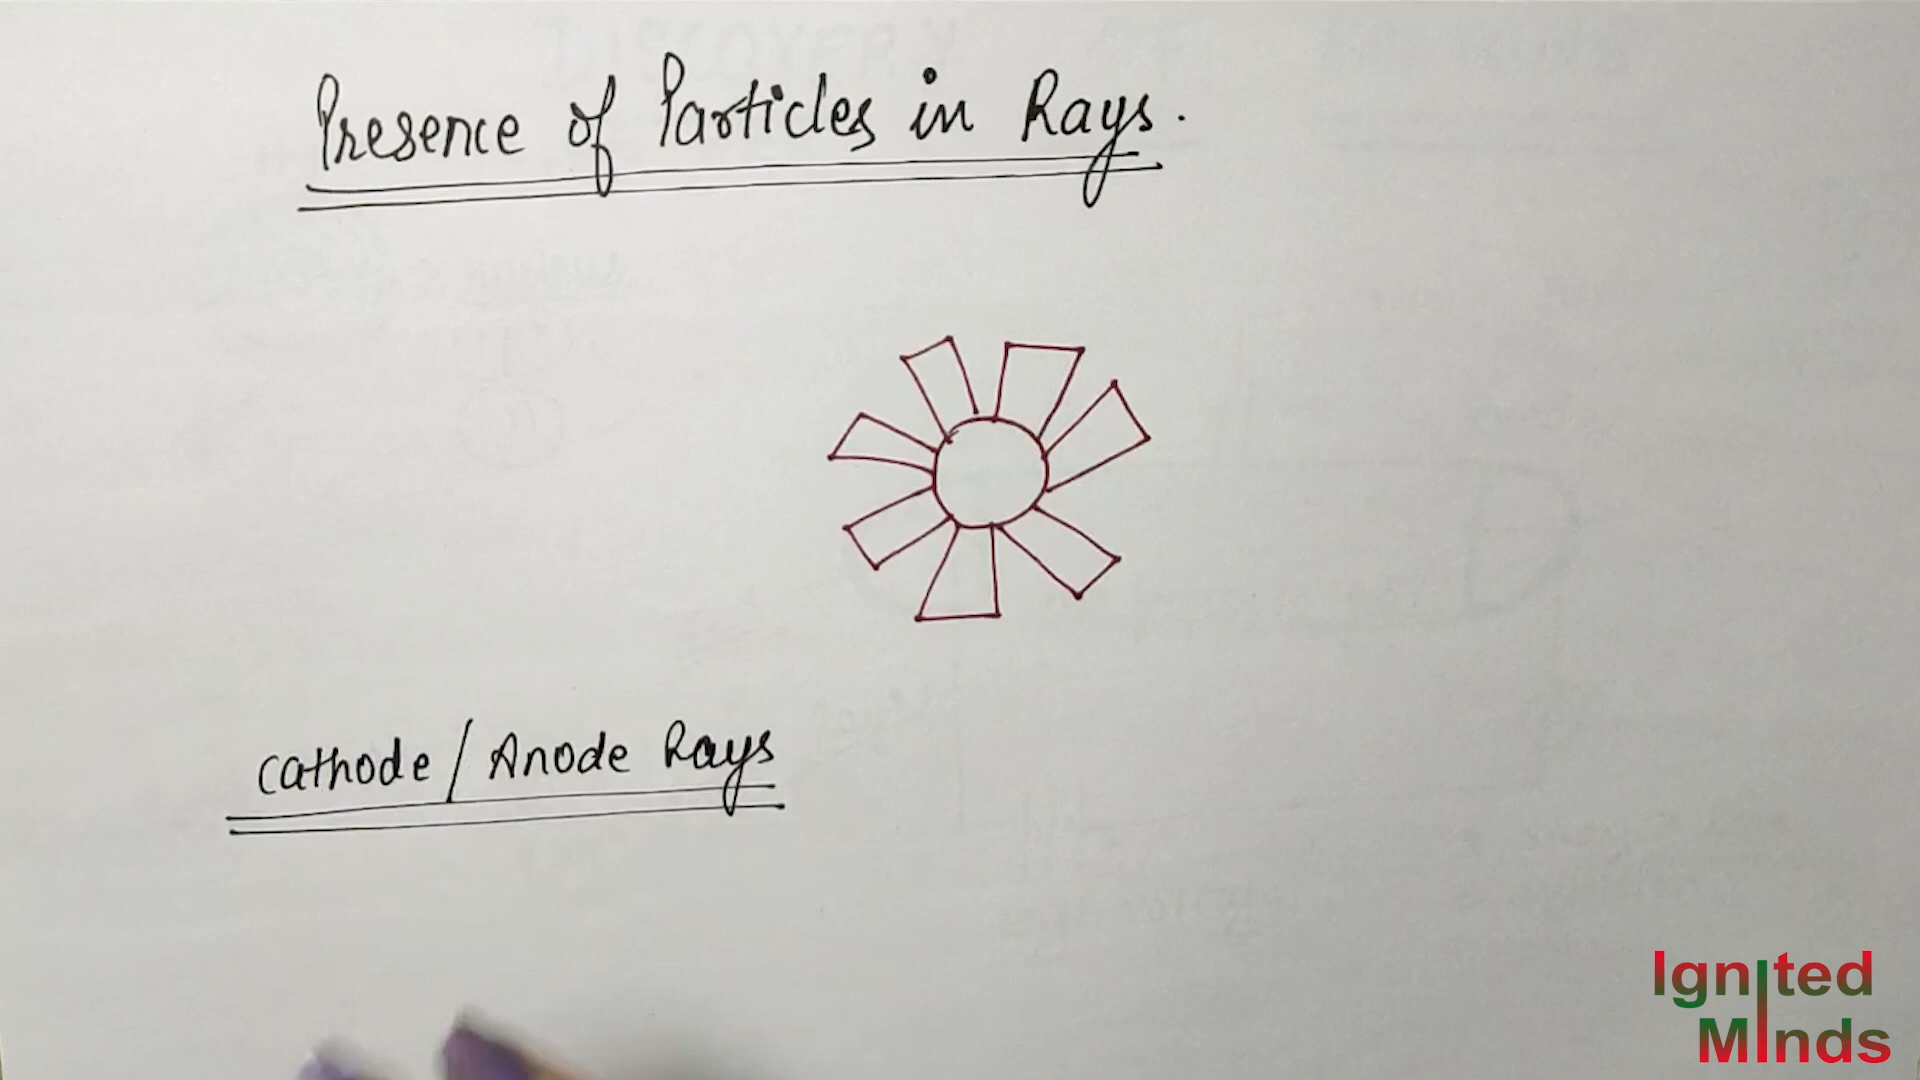 Presence of Particles in Rays.
Cathode / Anode Rays
Ignited
Minds